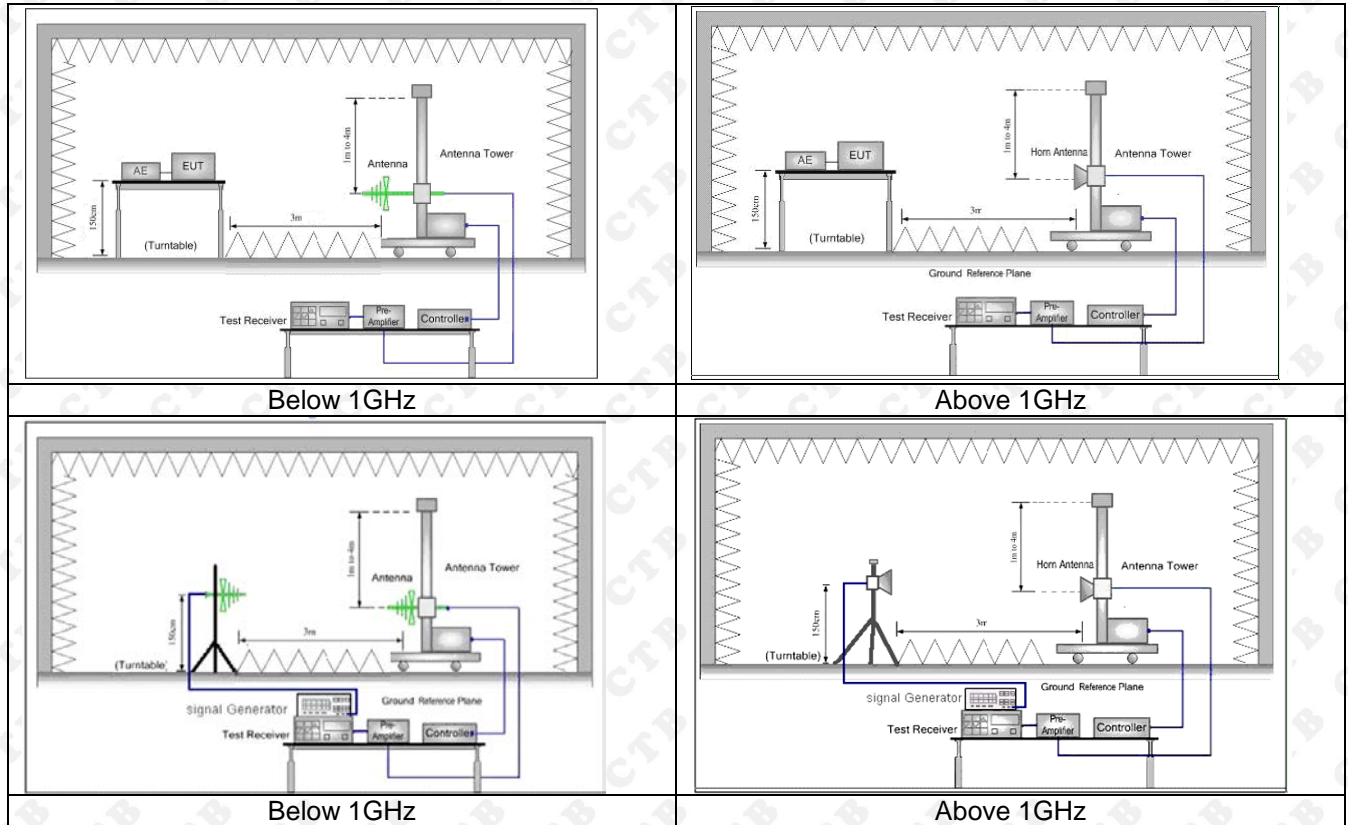 1m to 4m
Antenna
Antenna Tower
AE
EUT
150cm
3m
(Turntable)
Test Receiver
Pre-
Amplifier
Controller
Below 1GHz
1m to 4m
Horn Antenna
Antenna Tower
AE
EUT
150cm
3m
(Turntable)
Ground Reference Plane
Test Receiver
Pre-
Amplifier
Controller
Above 1GHz
1m to 4m
Antenna
Antenna Tower
150cm
3m
(Turntable)
Ground Reference Plane
signal Generator
Test Receiver
Pre-
Amplifier
Controller
Below 1GHz
1m to 4m
Horn Antenna
Antenna Tower
150cm
3m
(Turntable)
Ground Reference Plane
signal Generator
Test Receiver
Pre-
Amplifier
Controller
Above 1GHz
CTB